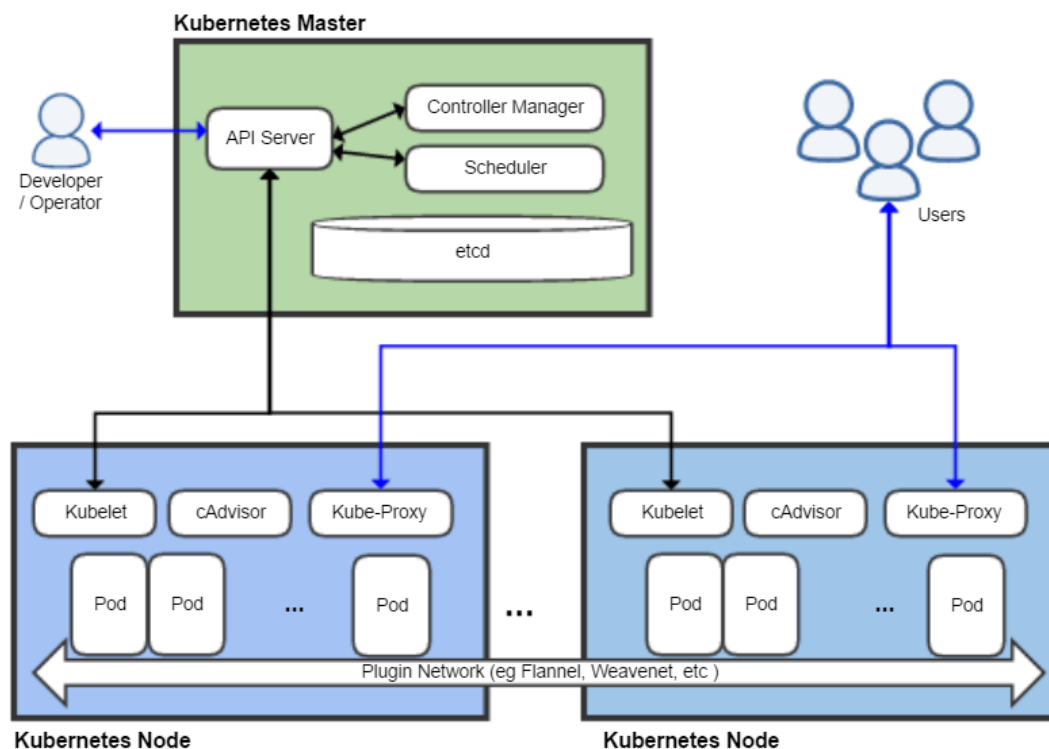 Kubernetes Master
Controller Manager
API Server
Scheduler
Developer
/ Operator
Users
etcd
Kubelet
cAdvisor
Kube-Proxy
Kubelet
cAdvisor
Kube-Proxy
Pod
Pod
...
Pod
...
Pod
Pod
...
Pod
Plugin Network (eg Flannel, Weavenet, etc )
Kubernetes Node
Kubernetes Node